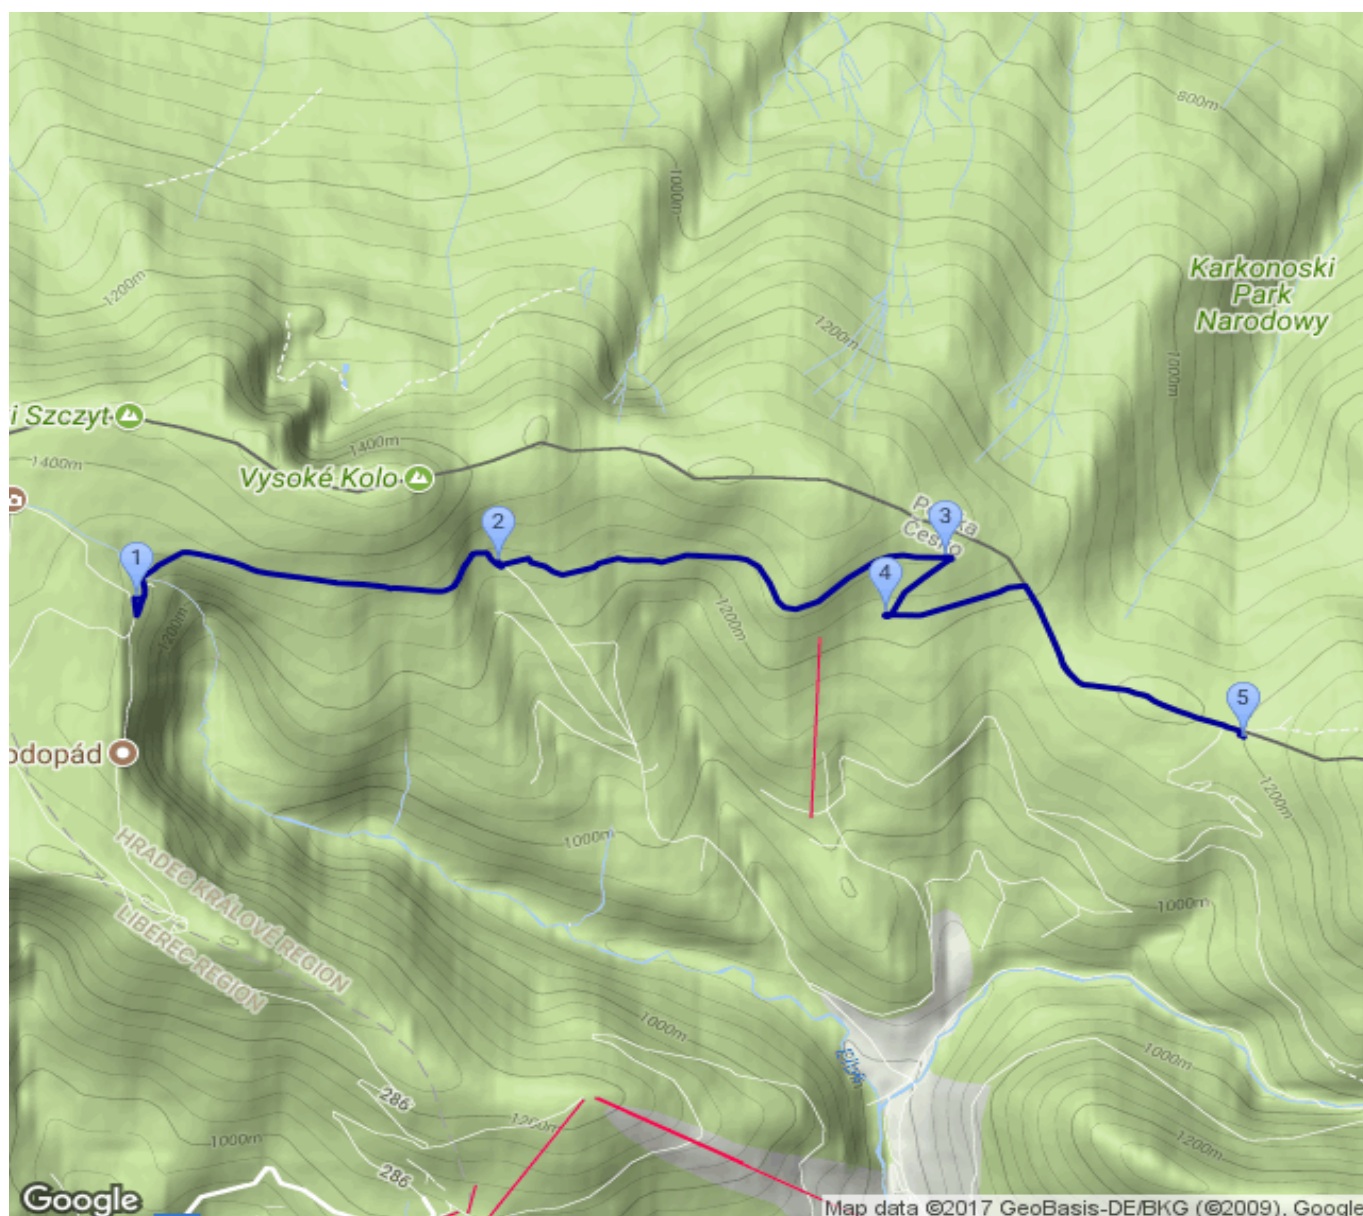 800m
1000m
Karkonoski
Park
Narodowy
1200m
1200m
1000m
i Szczyt
1400m
1400m
Vysoké Kolo
Česko
1
2
3
4
5
1200m
1200m
1200m
odopád
1000m
1000m
HRADEC KRÁLOVÉ REGION
LIBEREC REGION
1000m
1000m
286
1200m
1000m
1200m
286
Google
Map data ©2017 GeoBasis-DE/BKG (©2009), Google